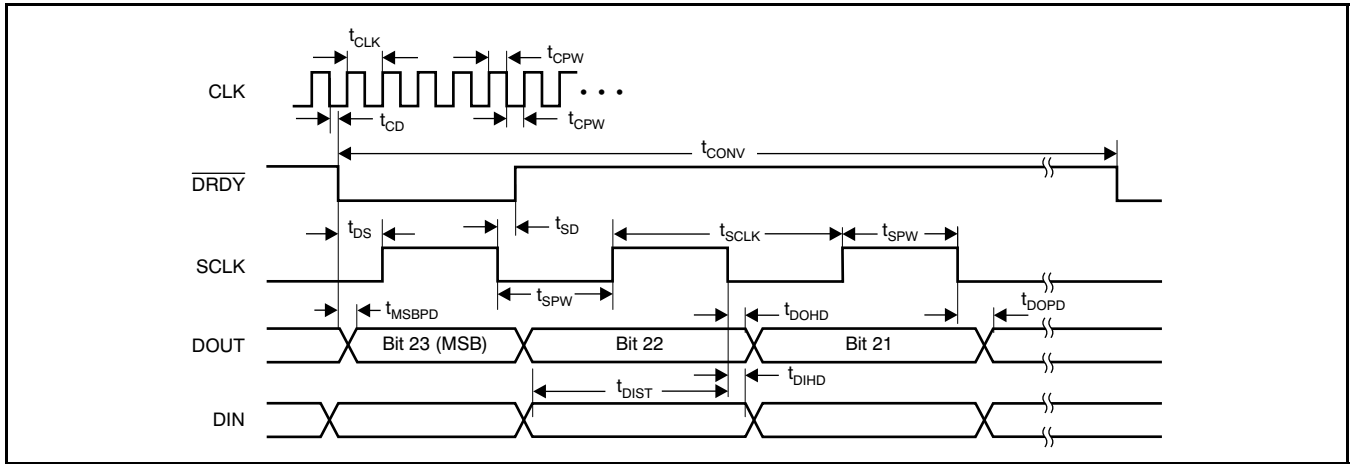 tCLK
tCPW
CLK
• • •
tCD
tCPW
tCONV
DRDY
tDS
tSD
tSCLK
tSPW
SCLK
tSPW
tMSBPD
tDOHD
tDOPD
DOUT
Bit 23 (MSB)
Bit 22
Bit 21
tDIST
tDIHD
DIN